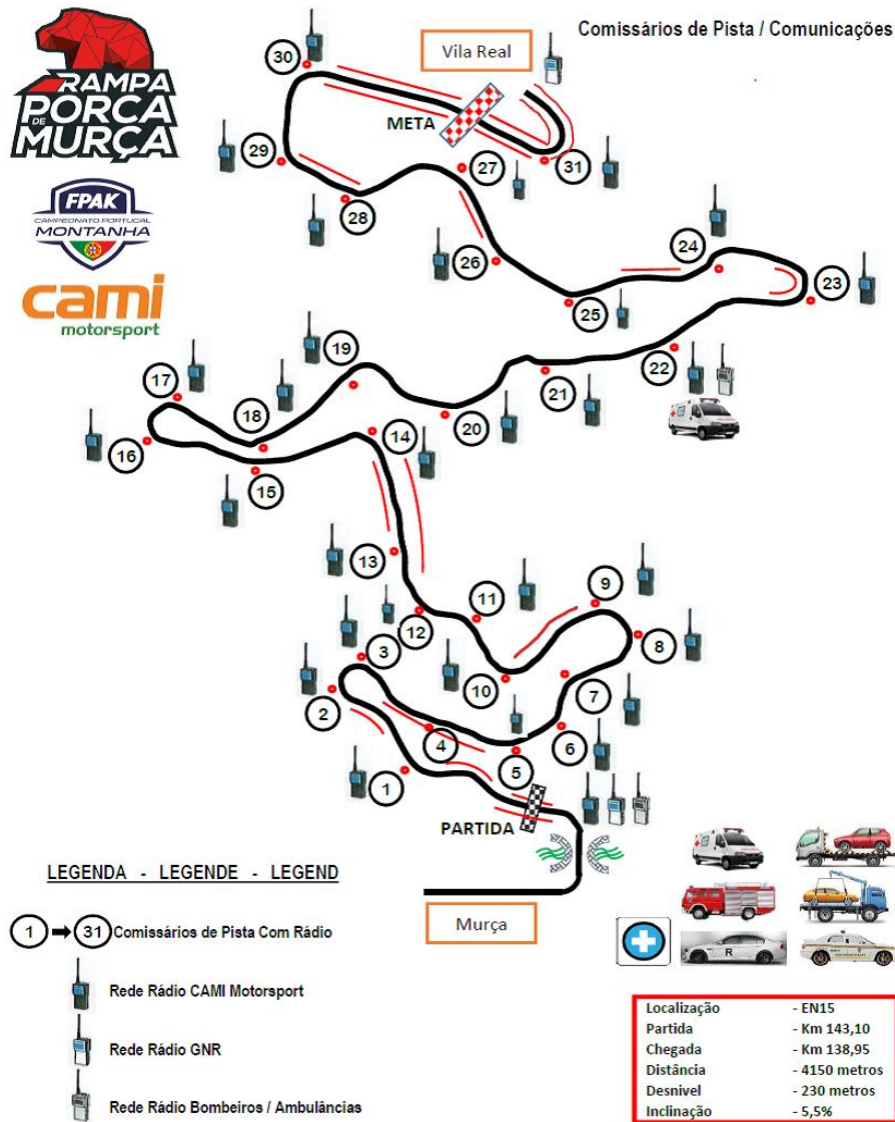 RAMPA
PORCA
DE
MURÇA
FPAK
CAMPEONATO PORTUGAL
MONTANHA
cami
motorsport
Comissários de Pista / Comunicações
Vila Real
META
30
29
28
27
31
26
25
24
23
22
21
20
19
18
17
16
15
14
13
12
11
10
9
8
7
6
5
4
3
2
1
PARTIDA
Murça
R
LEGENDA - LEGENDE - LEGEND
1 31 Comissários de Pista Com Rádio
Rede Rádio CAMI Motorsport
Rede Rádio GNR
Rede Rádio Bombeiros / Ambulâncias
Localização - EN15
Partida - Km 143,10
Chegada - Km 138,95
Distância - 4150 metros
Desnivel - 230 metros
Inclinação - 5,5%